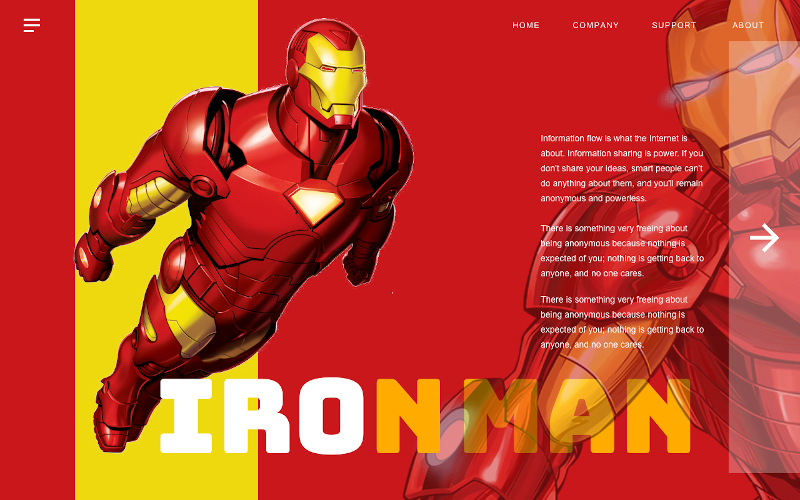 HOME COMPANY SUPPORT ABOUT
Information flow is what the Internet is
about. Information sharing is power. If you
don't share your ideas, smart people can't
do anything about them, and you'll remain
anonymous and powerless.
There is something very freeing about
being anonymous because nothing is
expected of you; nothing is getting back to
anyone, and no one cares.
There is something very freeing about
being anonymous because nothing is
expected of you; nothing is getting back to
anyone, and no one cares.
IRON MAN